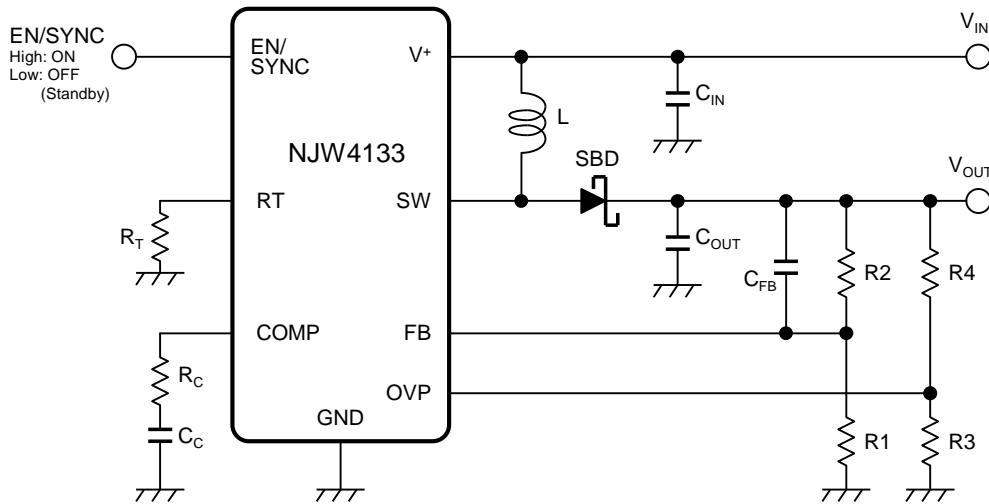 EN/SYNC
High: ON
Low: OFF
(Standby)
EN/
SYNC
V+
VIN
CIN
L
NJW4133
SBD
VOUT
RT
SW
RT
COUT
CFB
R2
R4
COMP
FB
RC
OVP
CC
GND
R1
R3